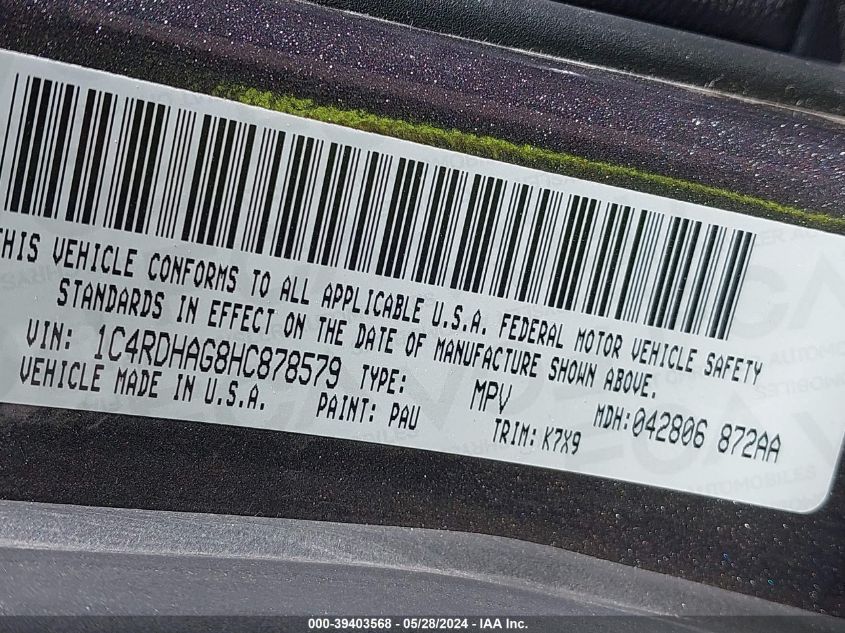 THIS VEHICLE CONFORMS TO ALL APPLICABLE U.S.A. FEDERAL MOTOR VEHICLE SAFETY
STANDARDS IN EFFECT ON THE DATE OF MANUFACTURE SHOWN ABOVE.
VIN: 1C4RDHAG8HC878579 TYPE: MPV MDH:042806 872AA
VEHICLE MADE IN U.S.A. PAINT: PAU TRIM: K7X9
000-39403568 - 05/28/2024 - IAA Inc.